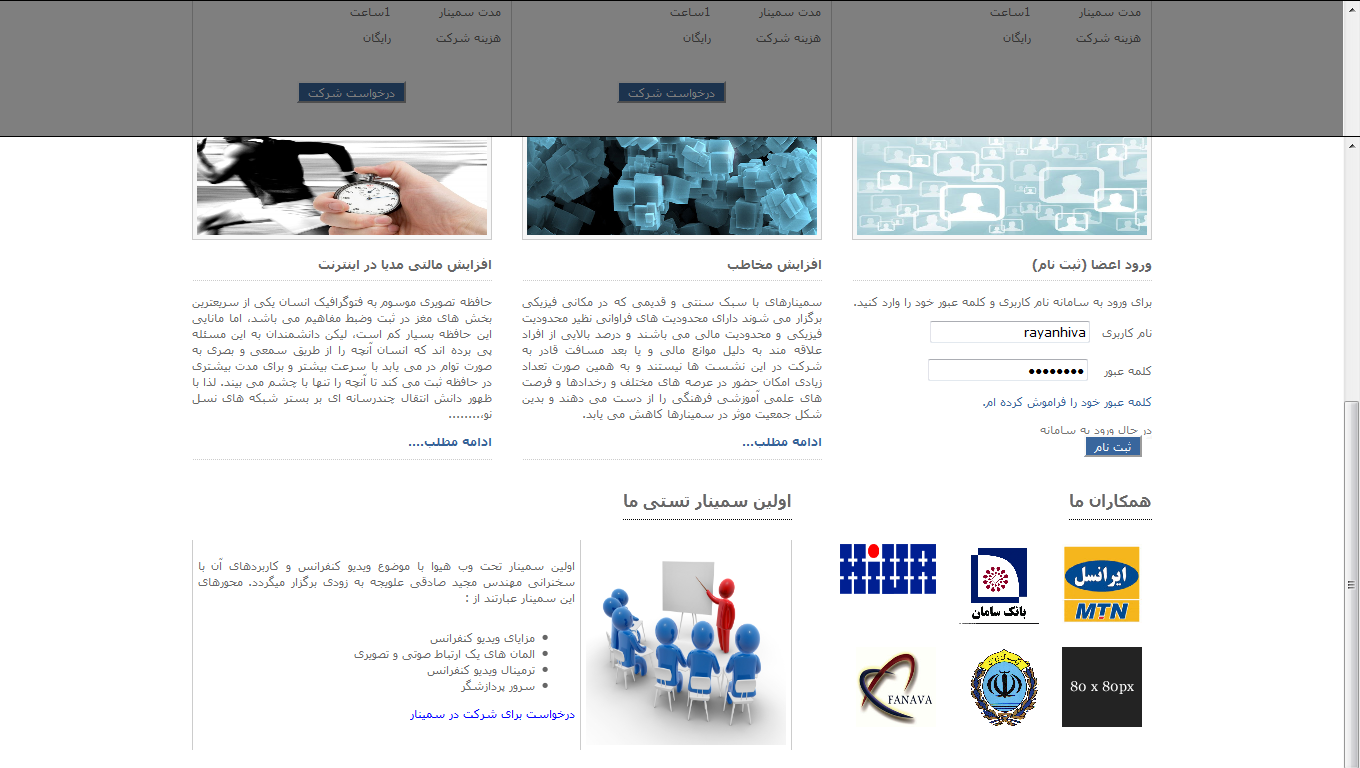 مدت سمینار 1ساعت
هزینه شرکت رایگان
مدت سمینار 1ساعت
هزینه شرکت رایگان
درخواست شرکت
مدت سمینار 1ساعت
هزینه شرکت رایگان
درخواست شرکت
ورود اعضا (ثبت نام)
برای ورود به سامانه نام کاربری و کلمه عبور خود را وارد کنید.
نام کاربری rayanhiva
کلمه عبور ••••••••
کلمه عبور خود را فراموش کرده ام.
در حال ورود به سامانه
ثبت نام
افزایش مخاطب
سمینارهای با سبک سنتی و قدیمی که در مکانی فیزیکی
برگزار می شوند دارای محدودیت های فراوانی نظیر محدودیت
فیزیکی و محدودیت مالی می باشند و درصد بالایی از افراد
علاقه مند به دلیل موانع مالی و یا بعد مسافت قادر به
شرکت در این نشست ها نیستند و به همین صورت تعداد
زیادی امکان حضور در عرصه های مختلف و رخدادها و فرصت
های علمی آموزشی فرهنگی را از دست می دهند و بدین
شکل جمعیت موثر در سمینارها کاهش می یابد.
ادامه مطلب...
افزایش مالتی مدیا در اینترنت
حافظه تصویری موسوم به فتوگرافیک انسان یکی از سریعترین
بخش های مغز در ثبت وضبط مفاهیم می باشد، اما مانایی
این حافظه بسیار کم است، لیکن دانشمندان به این مسئله
پی برده اند که انسان آنچه را از طریق سمعی و بصری به
صورت توام در می یابد با سرعت بیشتر و برای مدت بیشتری
در حافظه ثبت می کند تا آنچه را تنها با چشم می بیند. لذا با
ظهور دانش انتقال چندرسانه ای بر بستر شبکه های نسل
نو.........
ادامه مطلب....
همکاران ما
ایرانسل
MTN
بانک سامان
80 x 80px
FANAVA
اولین سمینار تستی ما
اولین سمینار تحت وب هیوا با موضوع ویدیو کنفرانس و کاربردهای آن با
سخنرانی مهندس مجید صادقی علویجه به زودی برگزار میگردد. محورهای
این سمینار عبارتند از :
مزایای ویدیو کنفرانس
المان های یک ارتباط صوتی و تصویری
ترمینال ویدیو کنفرانس
سرور پردازشگر
درخواست برای شرکت در سمینار